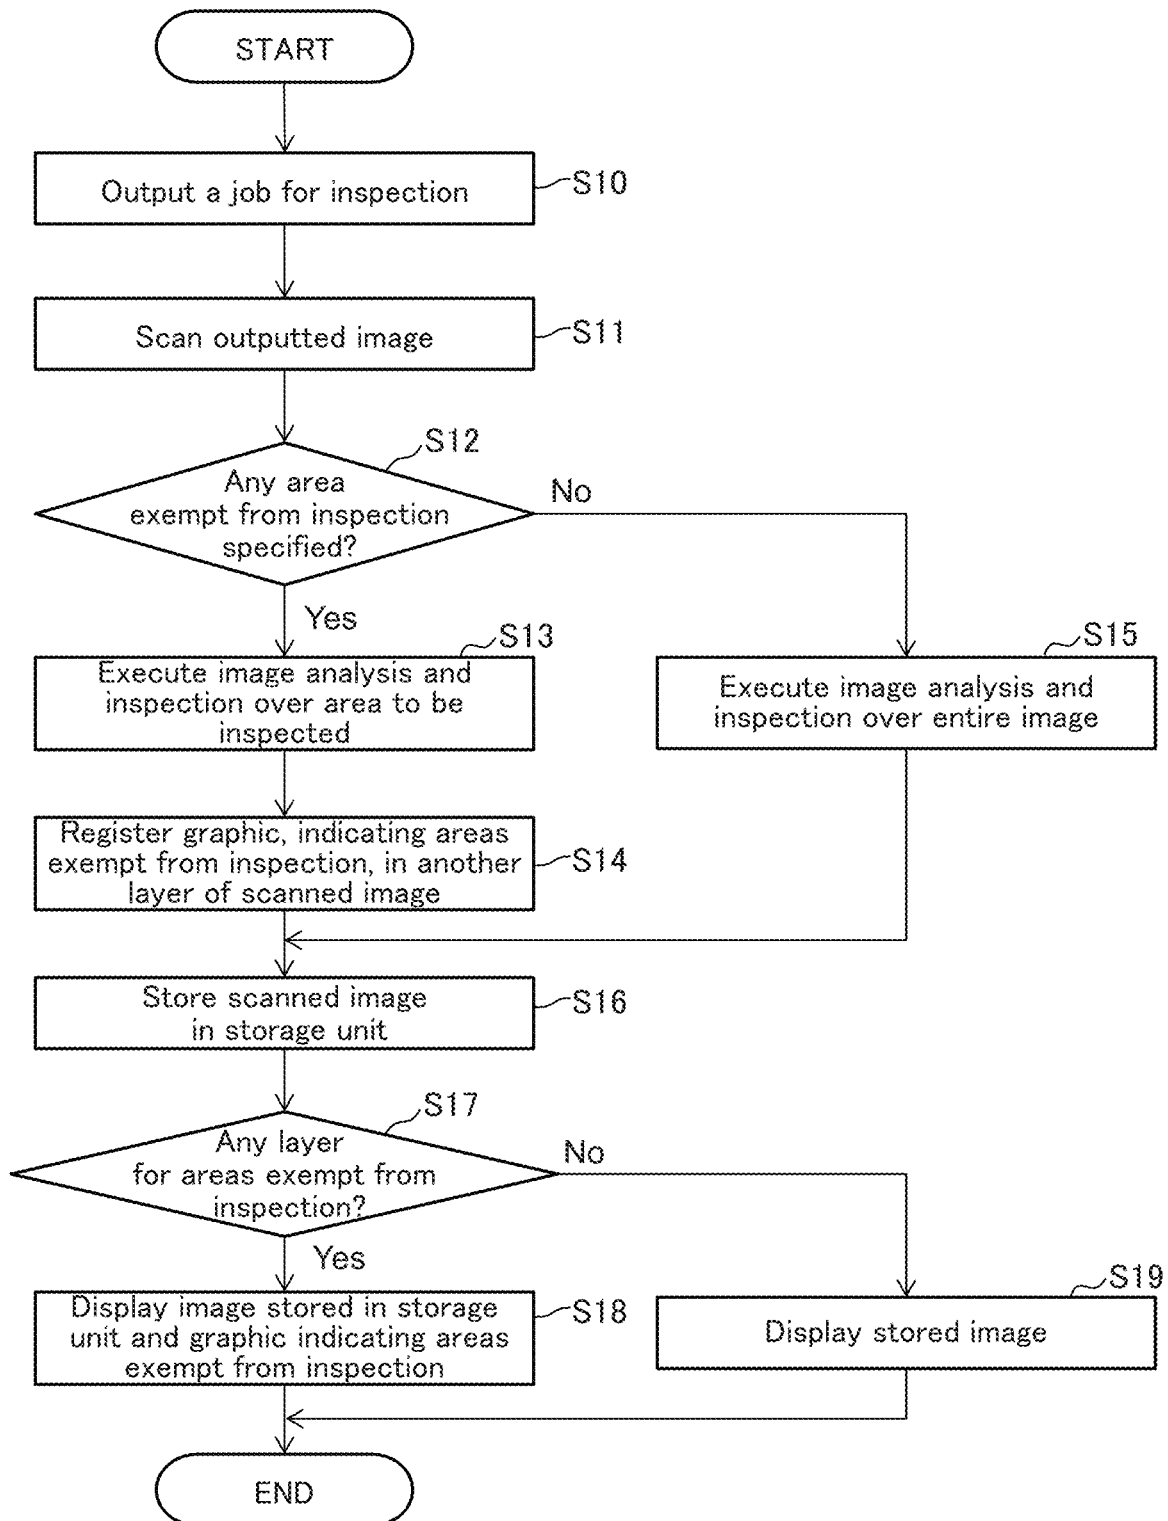 START
Output a job for inspection
S10
Scan outputted image
S11
S12
Any area
exempt from inspection
specified?
No
Yes
S13
Execute image analysis and
inspection over area to be
inspected
S15
Execute image analysis and
inspection over entire image
Register graphic, indicating areas
exempt from inspection, in another
layer of scanned image
S14
Store scanned image
in storage unit
S16
S17
Any layer
for areas exempt from
inspection?
No
Yes
Display image stored in storage
unit and graphic indicating areas
exempt from inspection
S18
S19
Display stored image
END